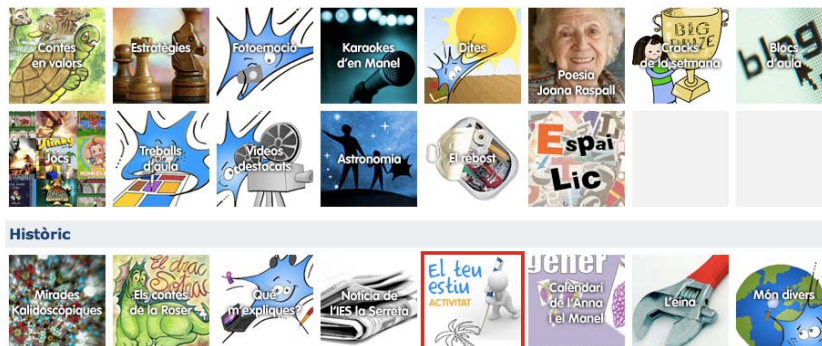 Contes
en valors
Estratègies
Fotoemoció
Karaokes
d'en Manel
Dites
Poesia
Joana Raspall
BIG
PRIZE
Cracks
de la setmana
blog
Blocs
d'aula
Jocs
Treballs
d'aula
Vídeos
destacats
Astronomia
El rebost
Espai
Lic
Històric
Mirades
Kalidoscòpiques
El drac
Sofias
Els contes
de la Roser
Què
m'expliques?
Notícia de
l'IES la Serreta
El teu
estiu
ACTIVITAT
gener
Calendari
de l'Anna
i el Manel
L'eina
Món divers